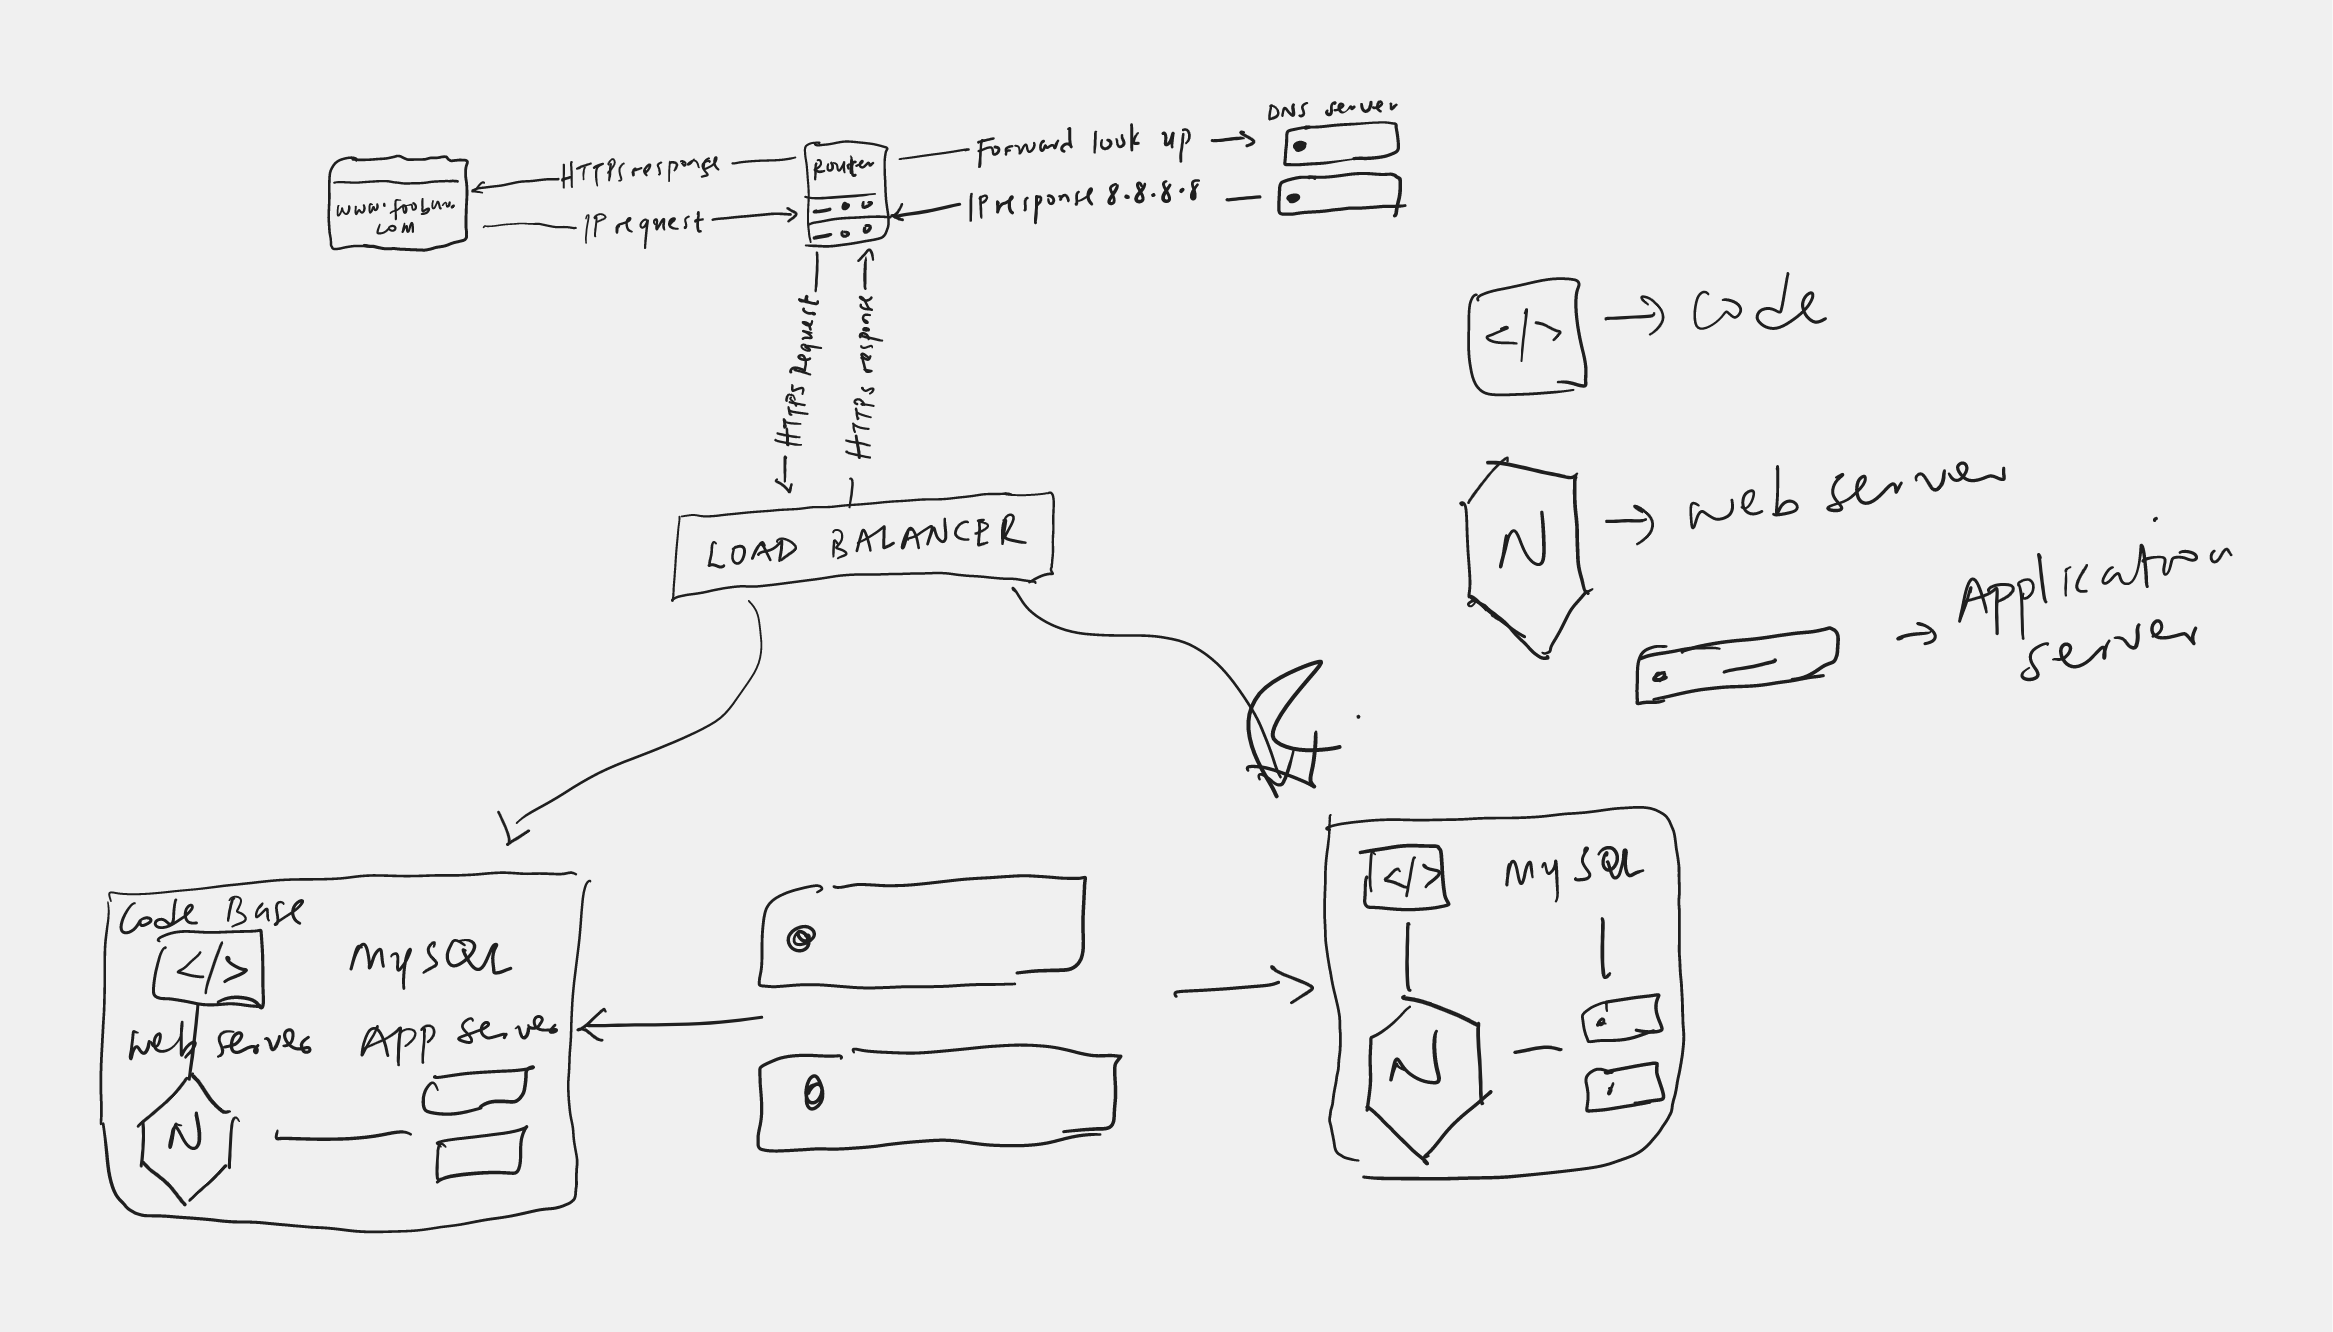 DNS server
Forward look up
Router
HTTPs response
www.foobar.
com
IP request
IP response 8.8.8.8
HTTPs Request
HTTPs response
</> code
LOAD BALANCER
N web server
Application
server
Code Base
</>
MySQL
web server App server
N
</> MySQL
N